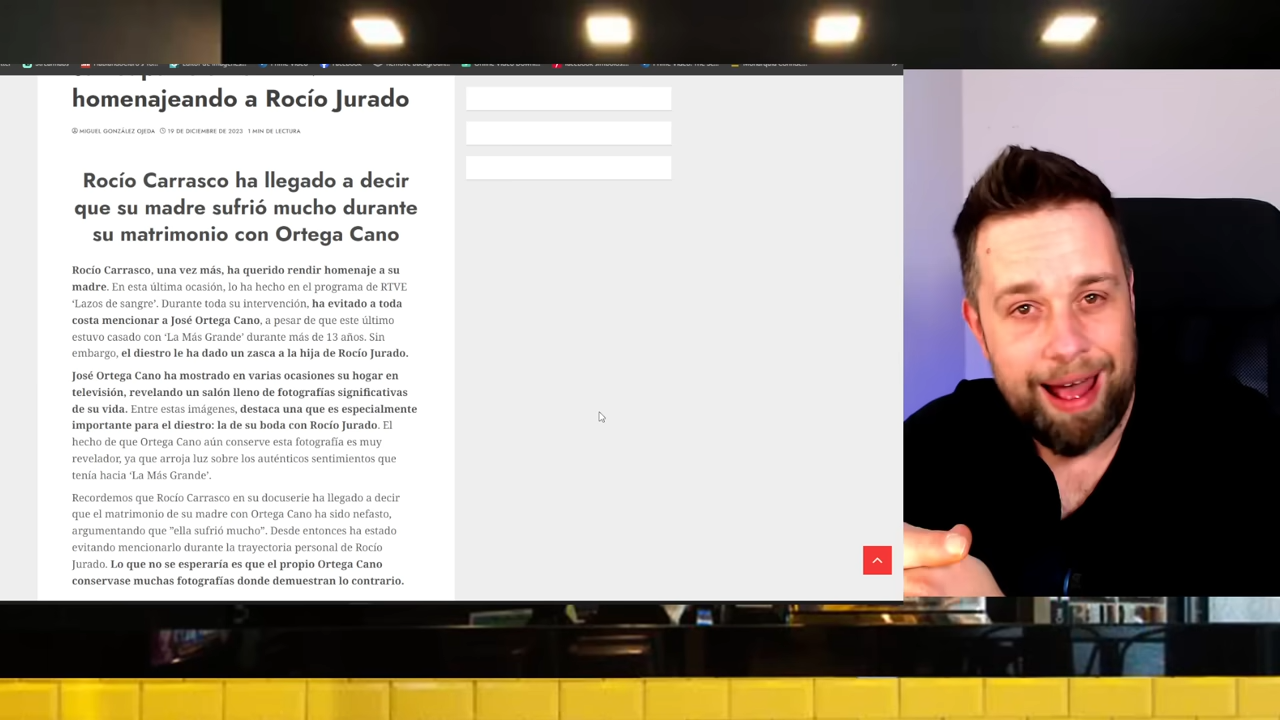 homenajeando a Rocío Jurado
MIGUEL GONZÁLEZ OJEDA 19 DE DICIEMBRE DE 2023 1 MIN DE LECTURA
Rocío Carrasco ha llegado a decir
que su madre sufrió mucho durante
su matrimonio con Ortega Cano
Rocío Carrasco, una vez más, ha querido rendir homenaje a su
madre. En esta última ocasión, lo ha hecho en el programa de RTVE
‘Lazos de sangre’. Durante toda su intervención, ha evitado a toda
costa mencionar a José Ortega Cano, a pesar de que este último
estuvo casado con ‘La Más Grande’ durante más de 13 años. Sin
embargo, el diestro le ha dado un zasca a la hija de Rocío Jurado.
José Ortega Cano ha mostrado en varias ocasiones su hogar en
televisión, revelando un salón lleno de fotografías significativas
de su vida. Entre estas imágenes, destaca una que es especialmente
importante para el diestro: la de su boda con Rocío Jurado. El
hecho de que Ortega Cano aún conserve esta fotografía es muy
revelador, ya que arroja luz sobre los auténticos sentimientos que
tenía hacia ‘La Más Grande’.
Recordemos que Rocío Carrasco en su docuserie ha llegado a decir
que el matrimonio de su madre con Ortega Cano ha sido nefasto,
argumentando que ”ella sufrió mucho”. Desde entonces ha estado
evitando mencionarlo durante la trayectoria personal de Rocío
Jurado. Lo que no se esperaría es que el propio Ortega Cano
conservase muchas fotografías donde demuestran lo contrario.